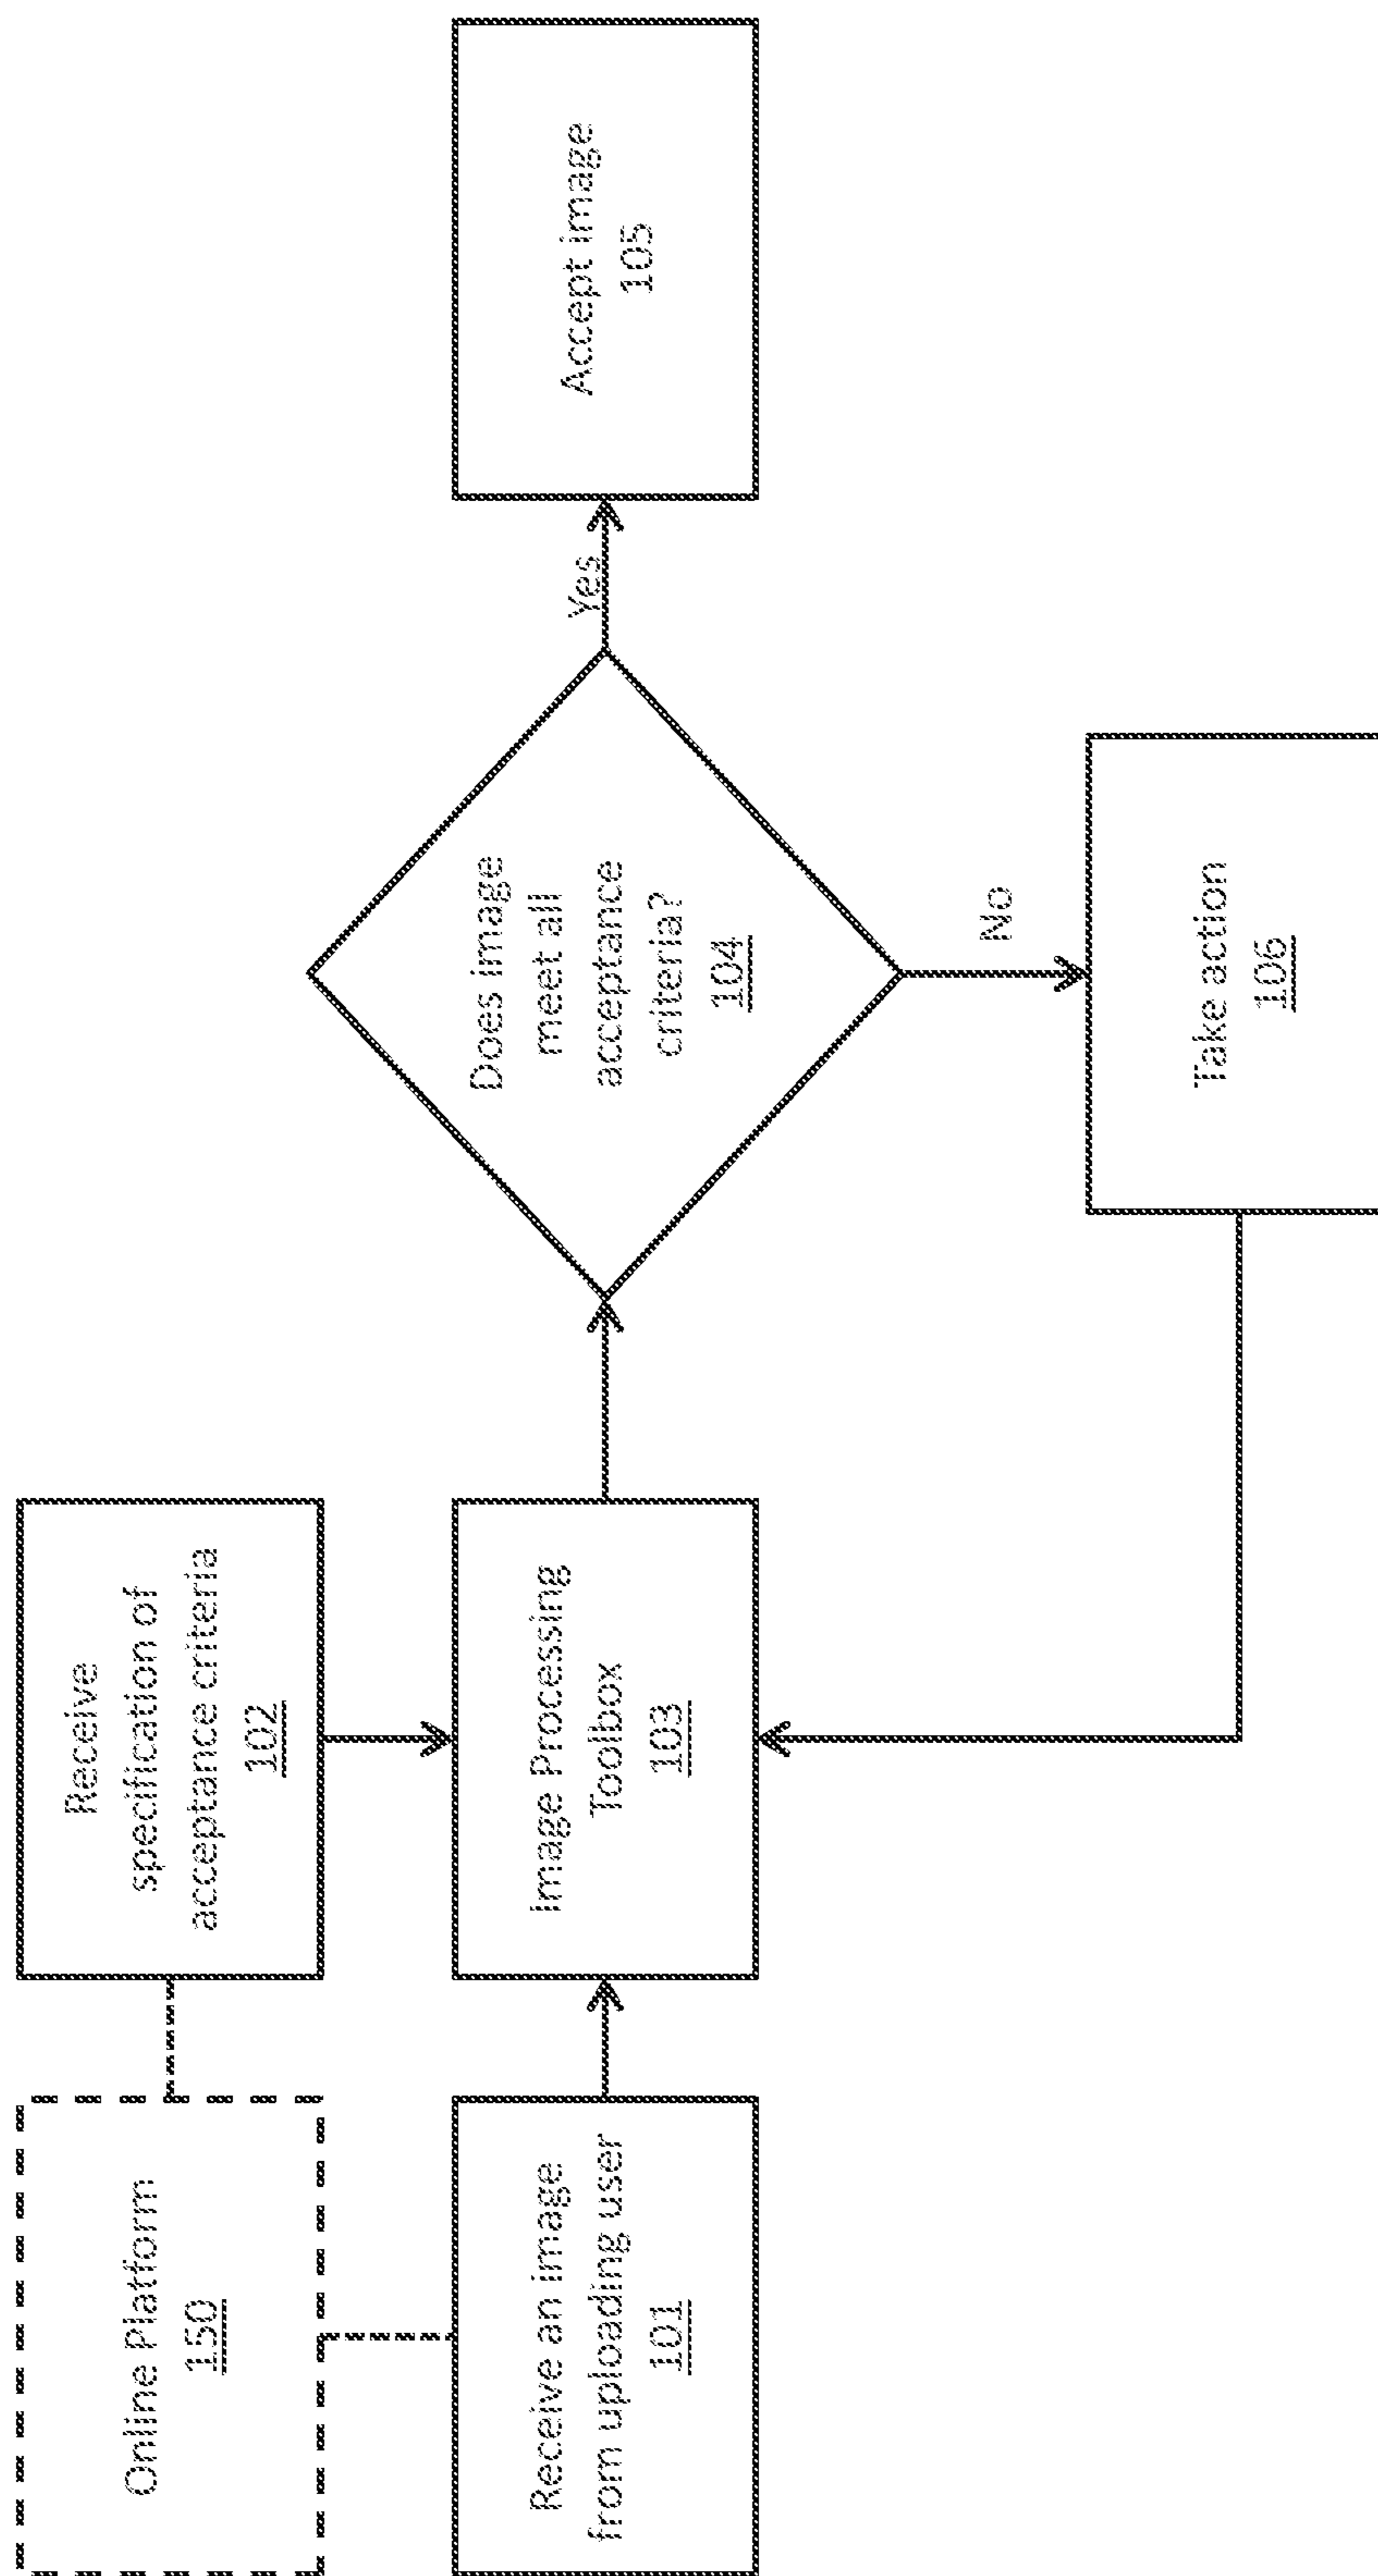 Online Platform
150
Receive
specification of
acceptance criteria
102
Receive an image
from uploading user
101
Image Processing
Toolbox
103
Does image
meet all
acceptance
criteria?
104
Yes
Accept image
105
No
Take action
106